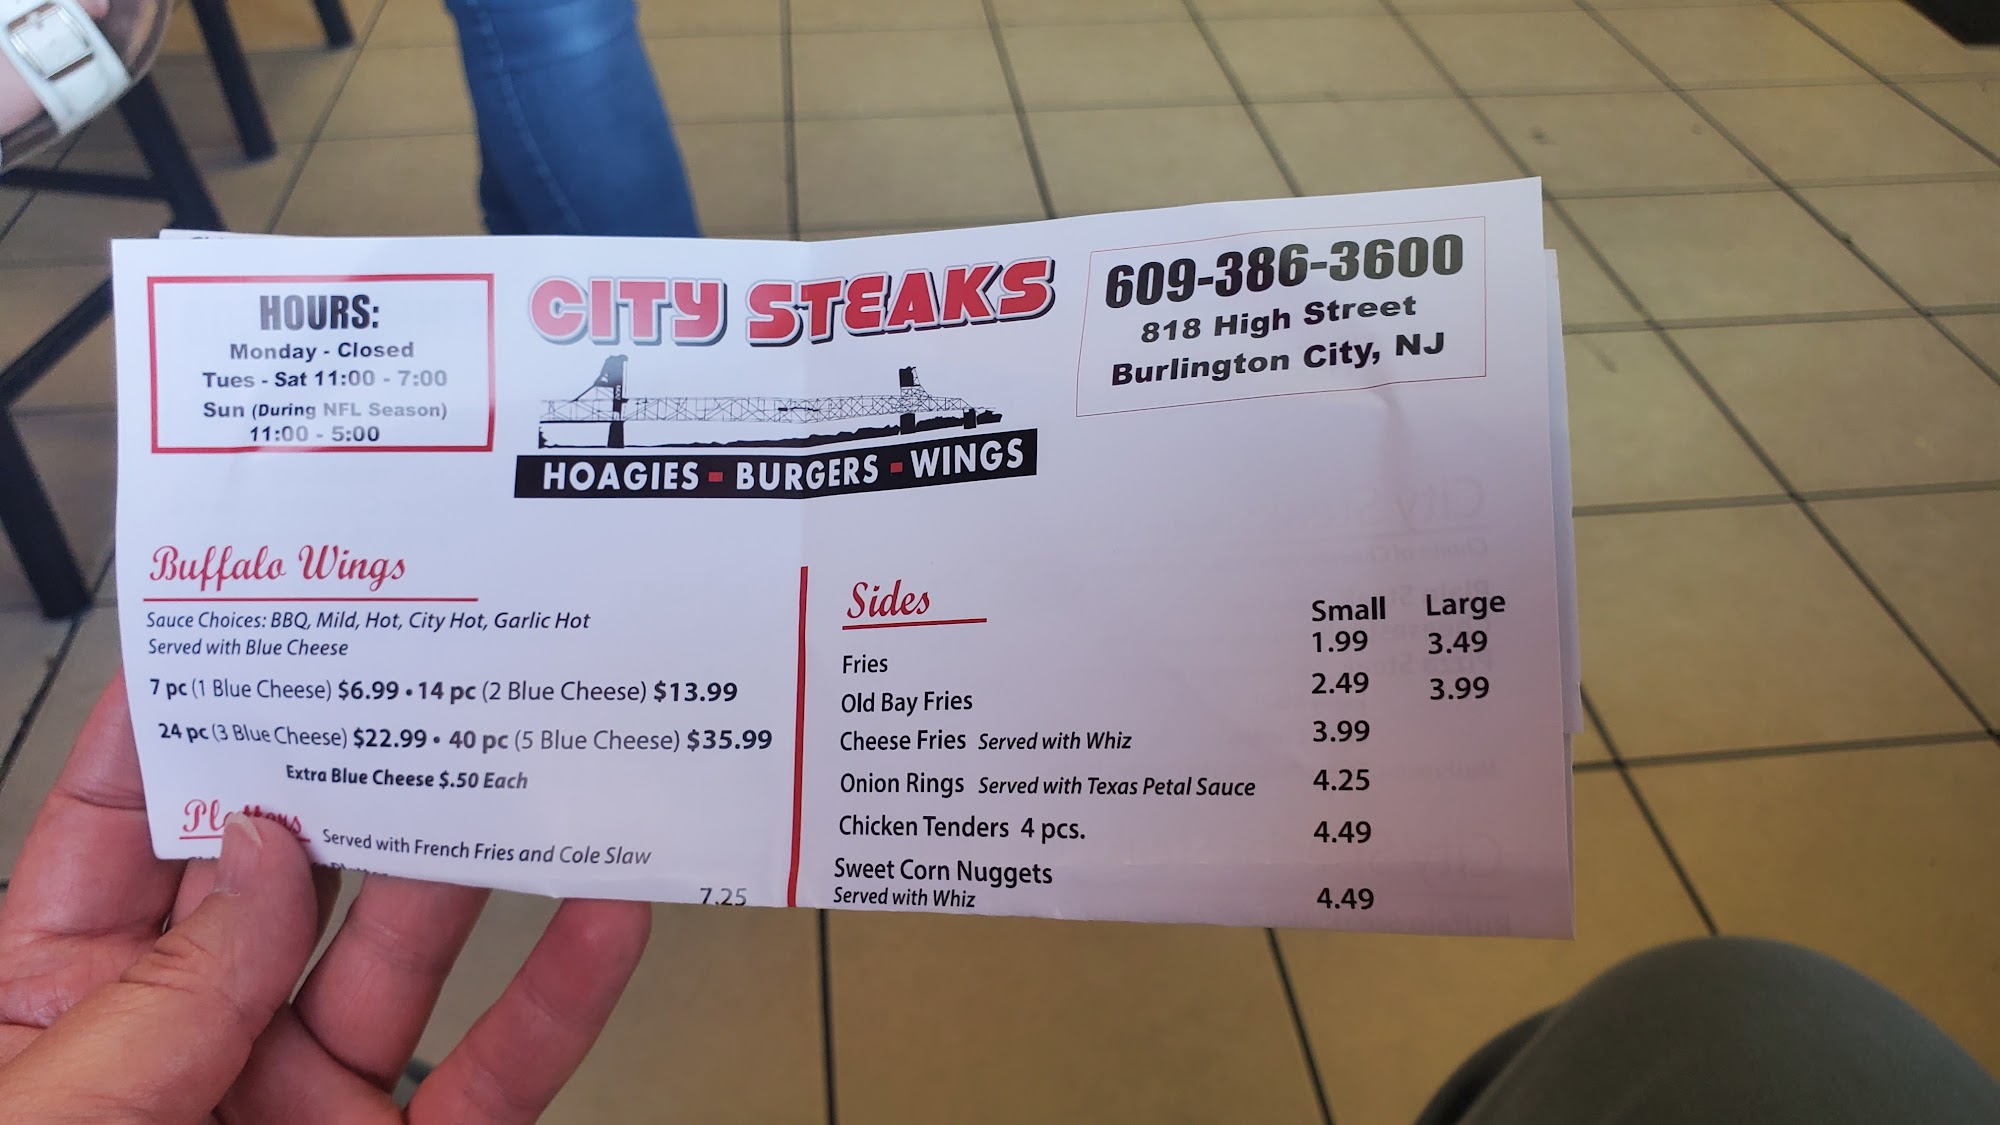 HOURS:
Monday - Closed
Tues - Sat 11:00 - 7:00
Sun (During NFL Season)
11:00 - 5:00
CITY STEAKS
HOAGIES - BURGERS - WINGS
609-386-3600
818 High Street
Burlington City, NJ
Buffalo Wings
Sauce Choices: BBQ, Mild, Hot, City Hot, Garlic Hot
Served with Blue Cheese
7 pc (1 Blue Cheese) $6.99 • 14 pc (2 Blue Cheese) $13.99
24 pc (3 Blue Cheese) $22.99 • 40 pc (5 Blue Cheese) $35.99
Extra Blue Cheese $.50 Each
Served with French Fries and Cole Slaw
7.25
Sides Small Large
Fries 1.99 3.49
Old Bay Fries 2.49 3.99
Cheese Fries Served with Whiz 3.99
Onion Rings Served with Texas Petal Sauce 4.25
Chicken Tenders 4 pcs. 4.49
Sweet Corn Nuggets
Served with Whiz 4.49